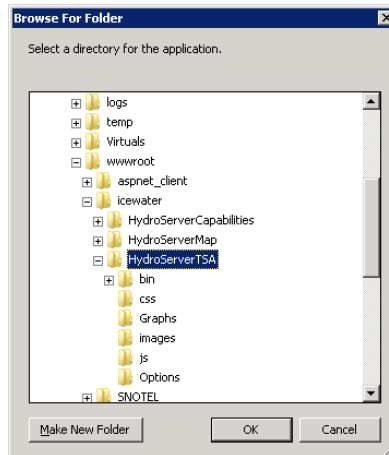 Browse For Folder
Select a directory for the application.
logs
temp
Virtuals
wwwroot
aspnet_client
icewater
HydroServerCapabilities
HydroServerMap
HydroServerTSA
bin
css
Graphs
images
js
Options
SNOTEL
Make New Folder OK Cancel